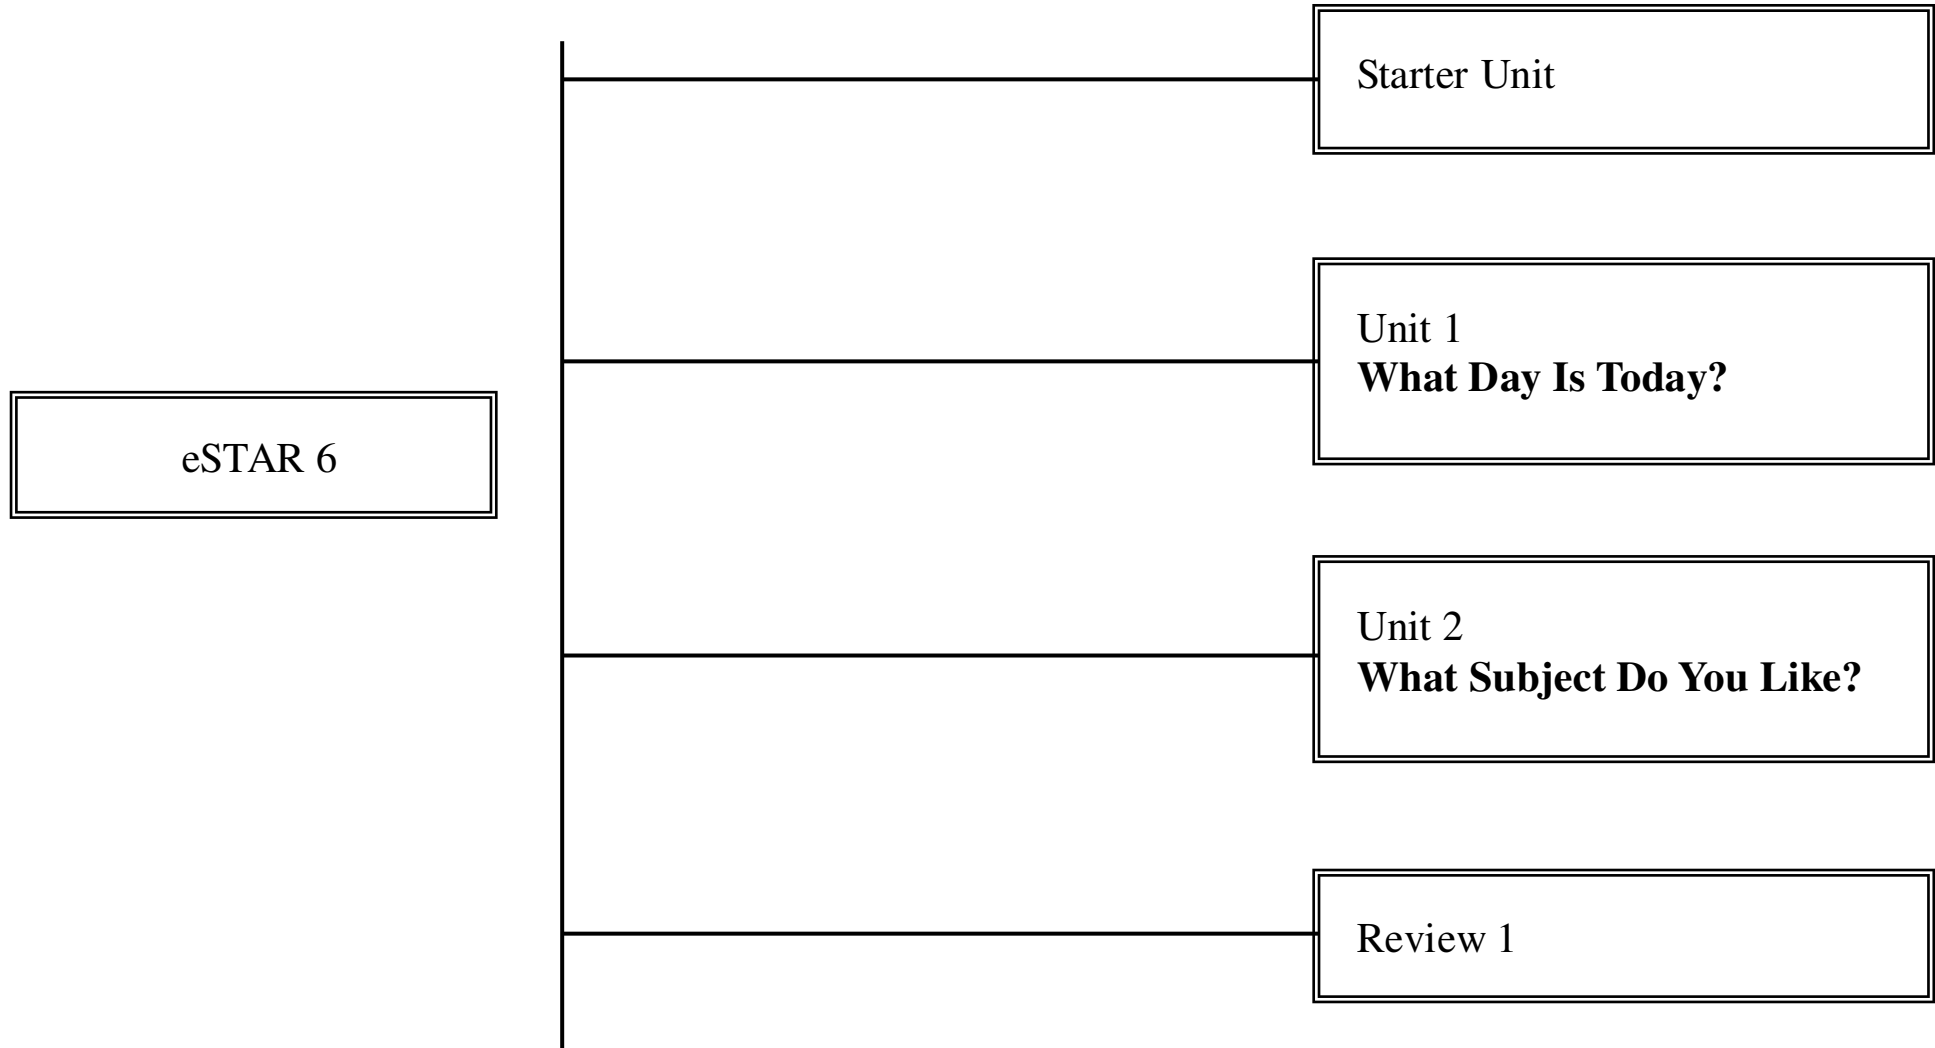 Starter Unit
Unit 1
What Day Is Today?
eSTAR 6
Unit 2
What Subject Do You Like?
Review 1